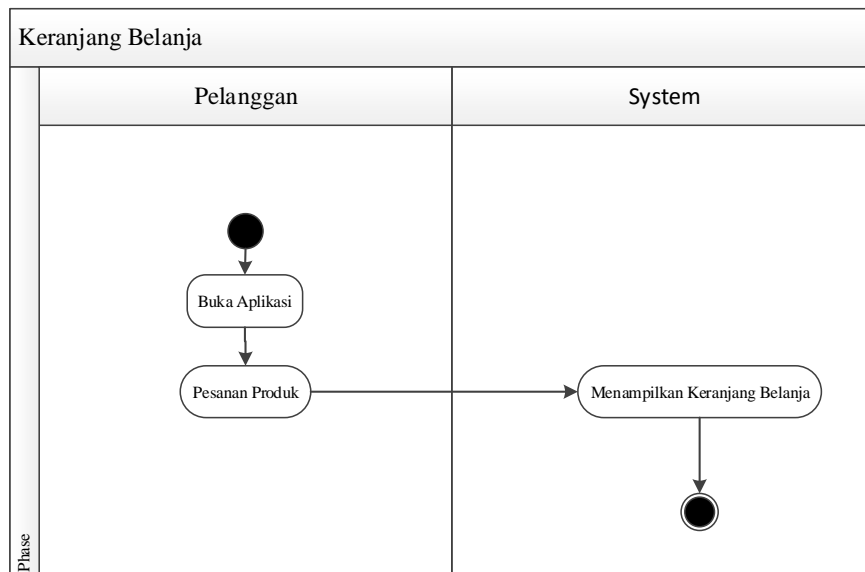 Keranjang Belanja
Pelanggan
System
Buka Aplikasi
Pesanan Produk
Menampilkan Keranjang Belanja
Phase